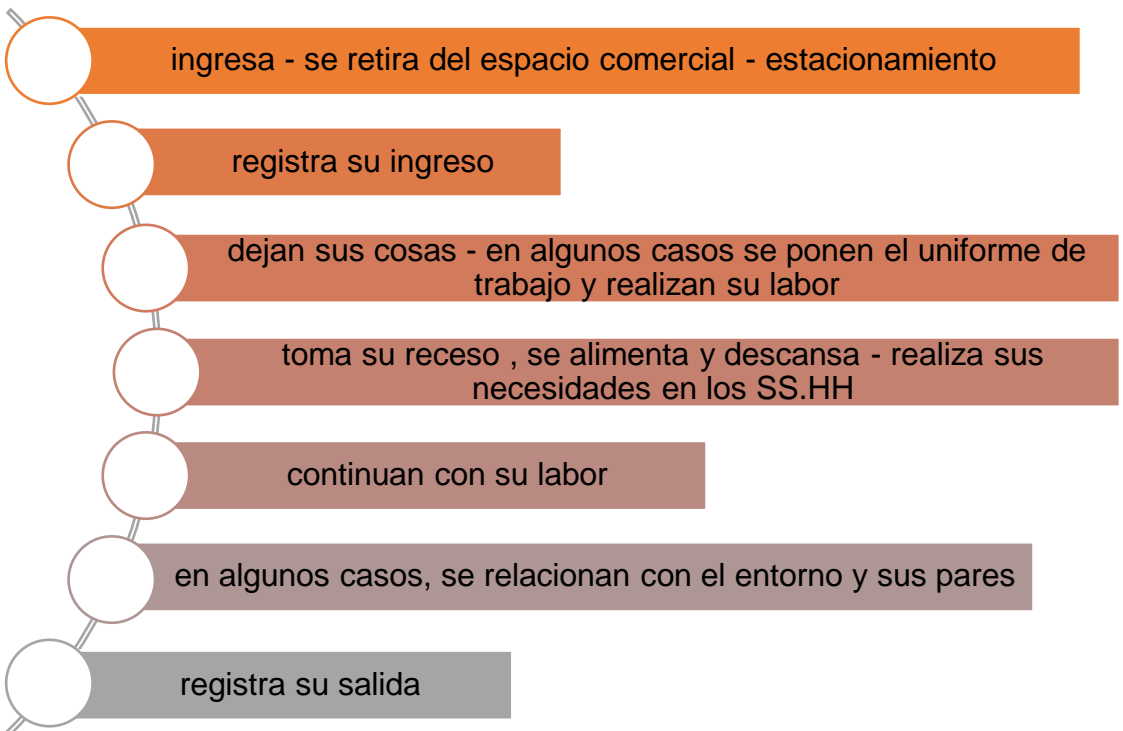 ingresa - se retira del espacio comercial - estacionamiento
registra su ingreso
dejan sus cosas - en algunos casos se ponen el uniforme de
trabajo y realizan su labor
toma su receso , se alimenta y descansa - realiza sus
necesidades en los SS.HH
continuan con su labor
en algunos casos, se relacionan con el entorno y sus pares
registra su salida